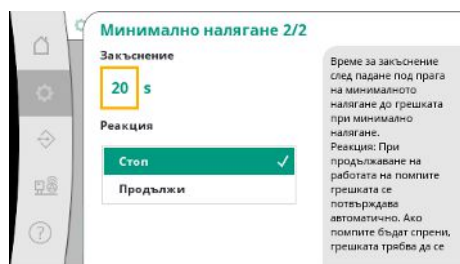 Минимално налягане 2/2
Закъснение
20 s
Реакция
Стоп
Продължи
Време за закъснение
след падане под прага
на минималното
налягане до грешката
при минимално
налягане.
Реакция: При
продължаване на
работата на помпите
грешката се
потвърждава
автоматично. Ако
помпите бъдат спрени,
грешката трябва да се